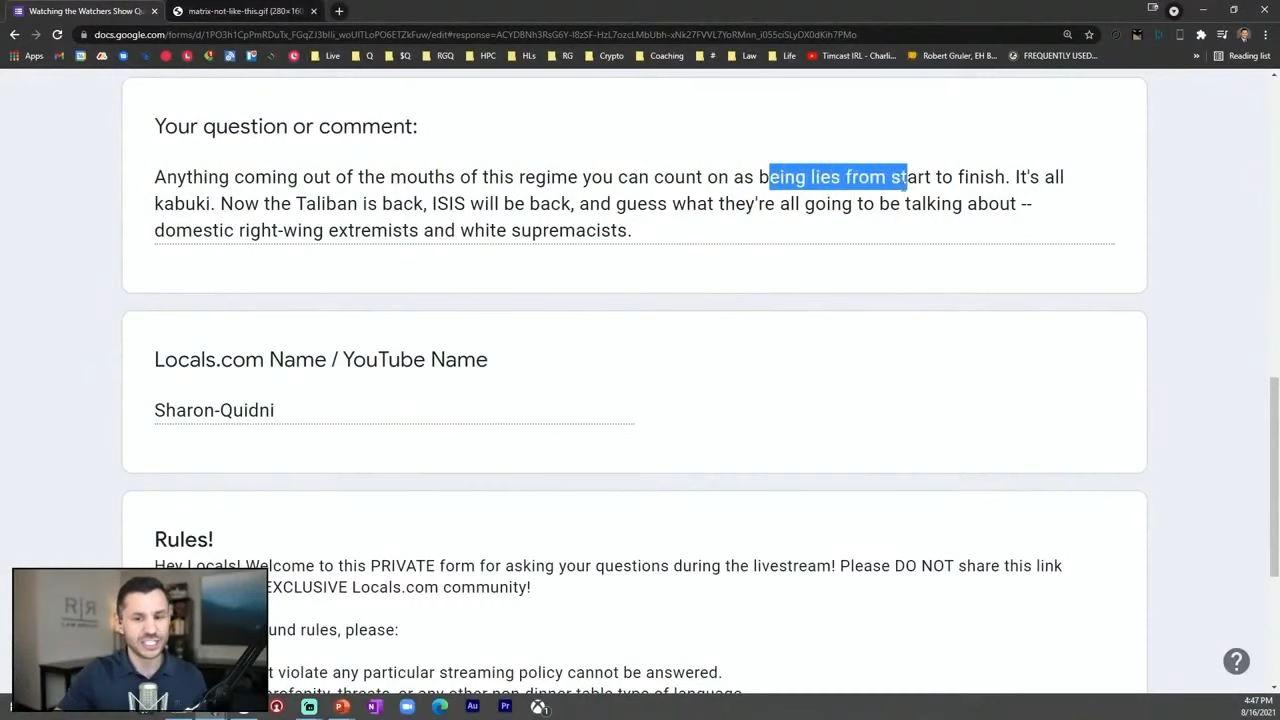 Watching the Watchers Show Q
matrix-not-like-this.gif (280×160
docs.google.com/forms/d/
Apps
Live
Q
$Q
RGQ
HPC
HLs
RG
Crypto
Coaching
#
Law
Life
Timcast IRL - Charli...
Robert Gruler, EH B...
FREQUENTLY USED...
»
Reading list
Your question or comment:
Anything coming out of the mouths of this regime you can count on as being lies from start to finish. It's all
kabuki. Now the Taliban is back, ISIS will be back, and guess what they're all going to be talking about --
domestic right-wing extremists and white supremacists.
Locals.com Name / YouTube Name
Sharon-Quidni
Rules!
Hey Locals! Welcome to this PRIVATE form for asking your questions during the livestream! Please DO NOT share this link
EXCLUSIVE Locals.com community!
und rules, please:
t violate any particular streaming policy cannot be answered.
R|R
4:47 PM
8/16/2021